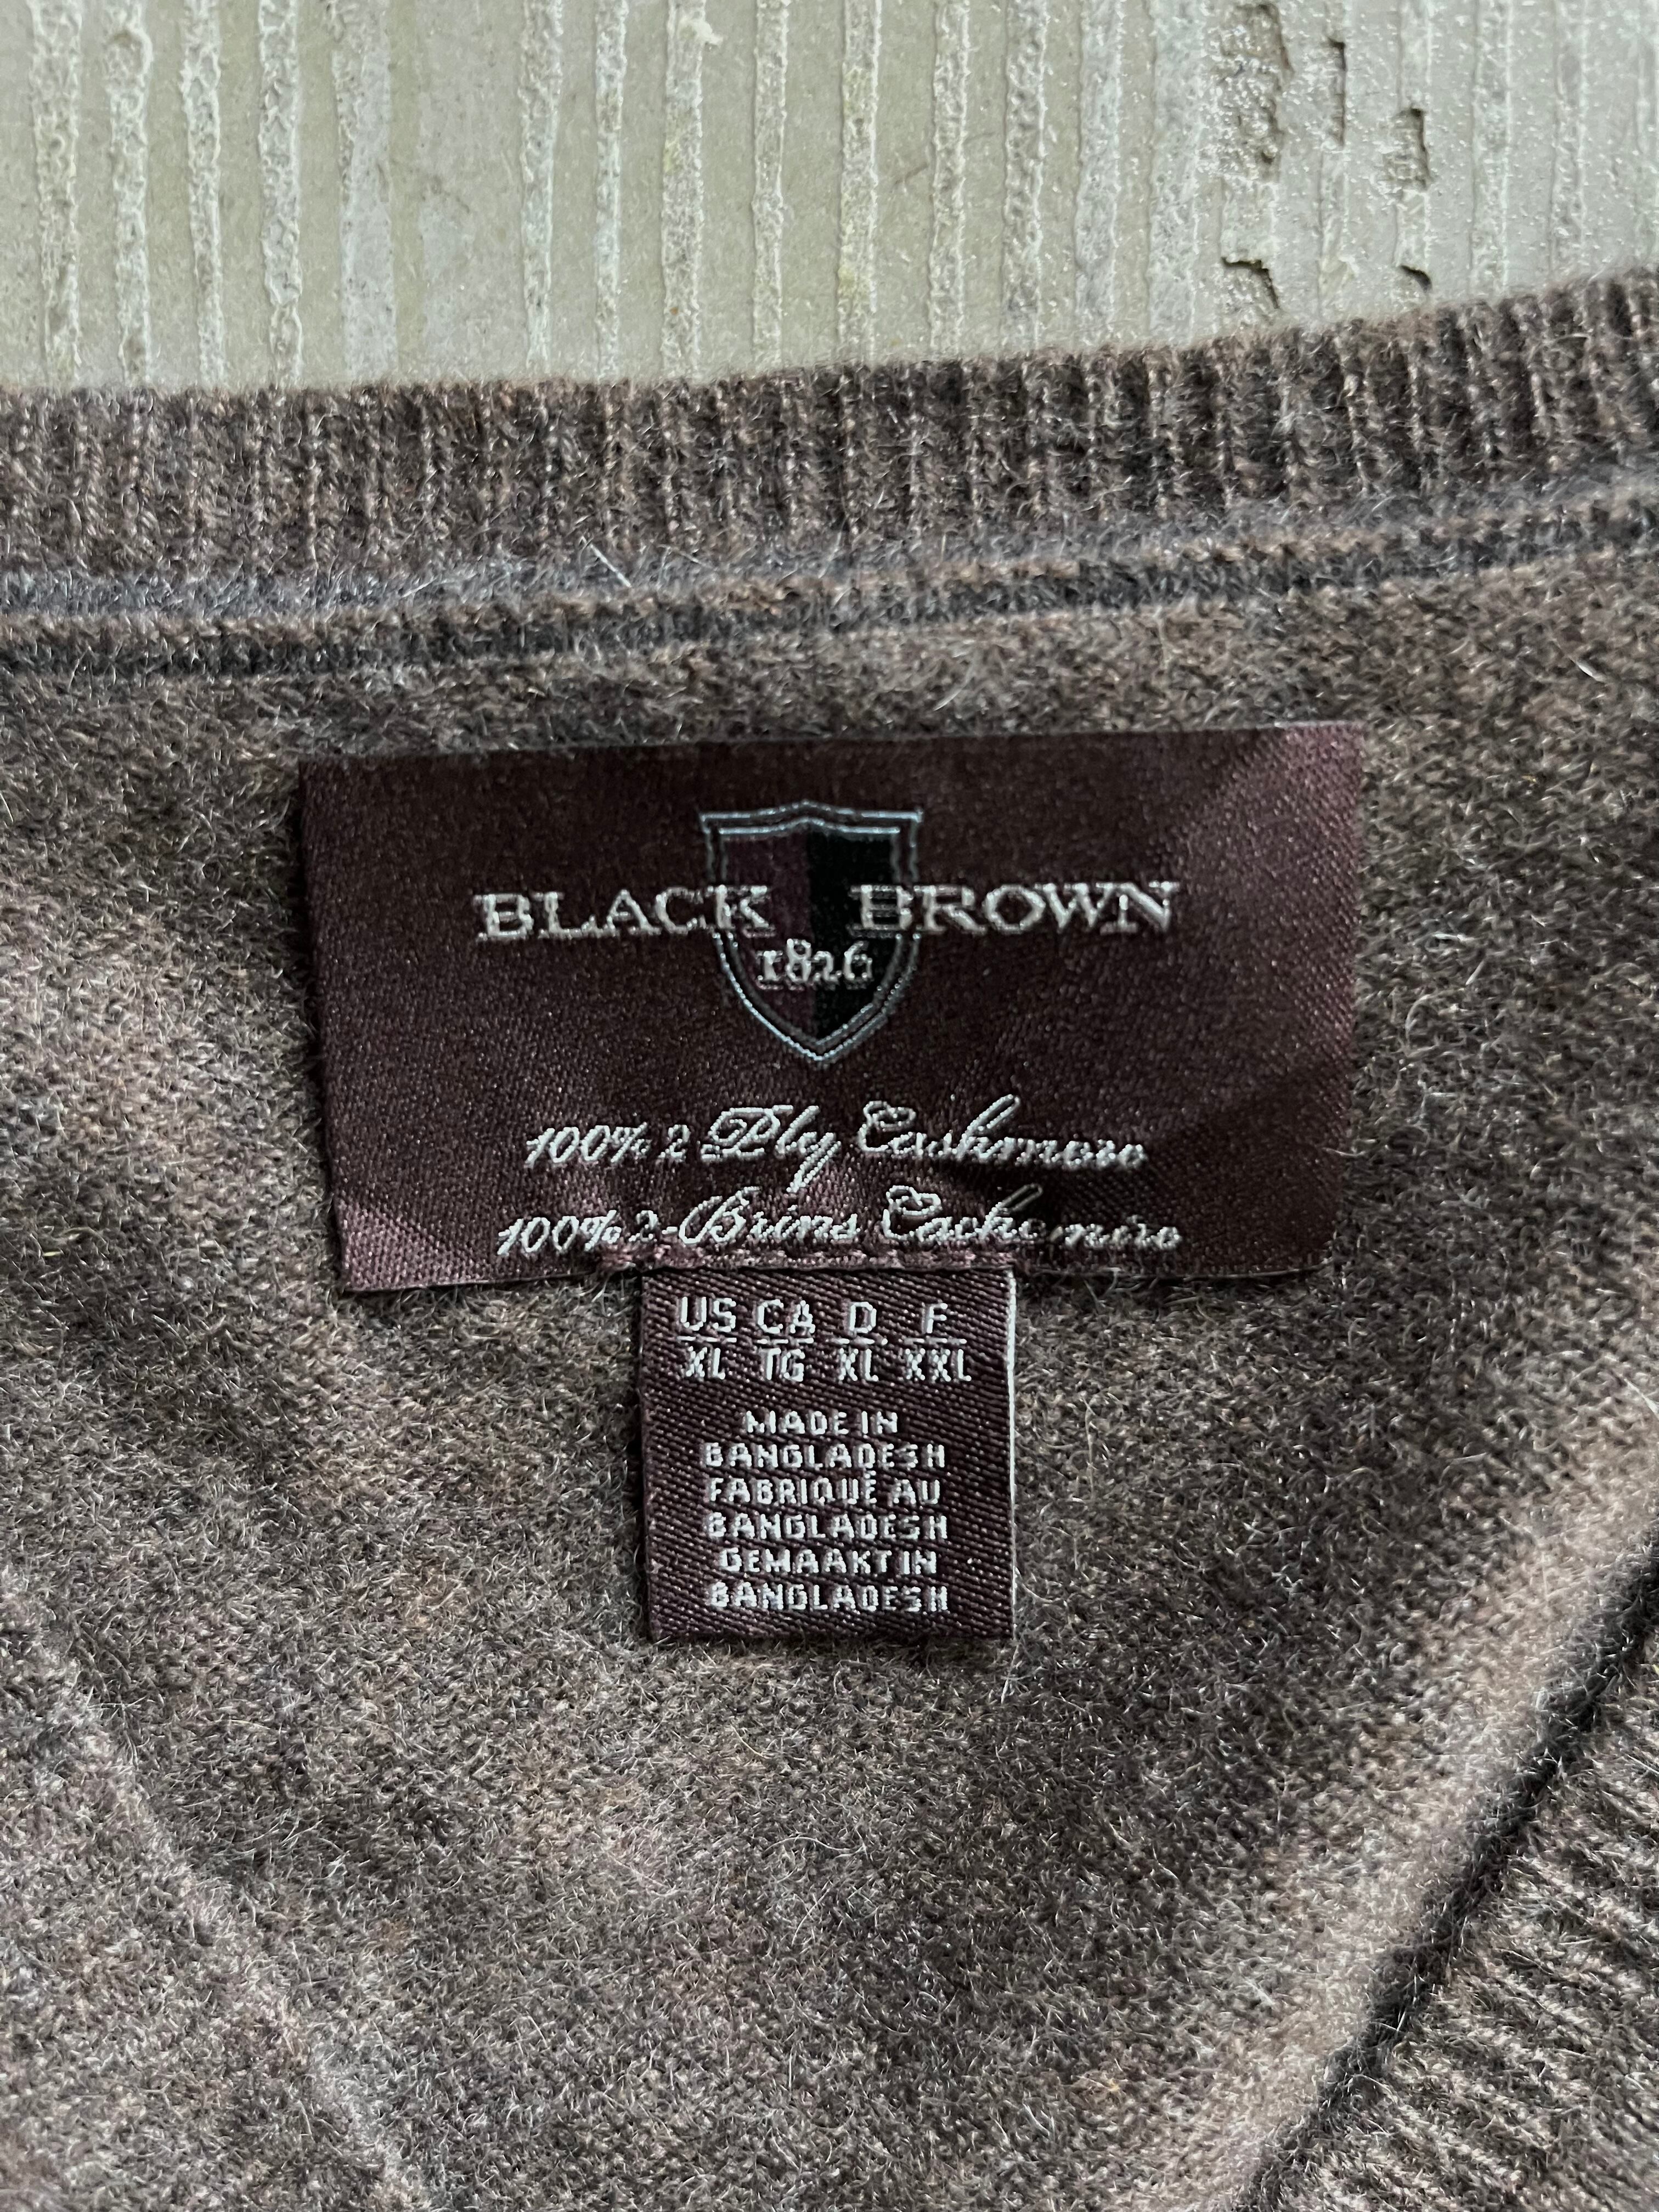 BLACK BROWN
1826
100% 2 Ply Cashmere
100% 2-Brins Cachemire
US CA D F
XL TG XL XXL
MADE IN
BANGLADESH
FABRIQUÉ AU
BANGLADESH
GEMAAKT IN
BANGLADESH